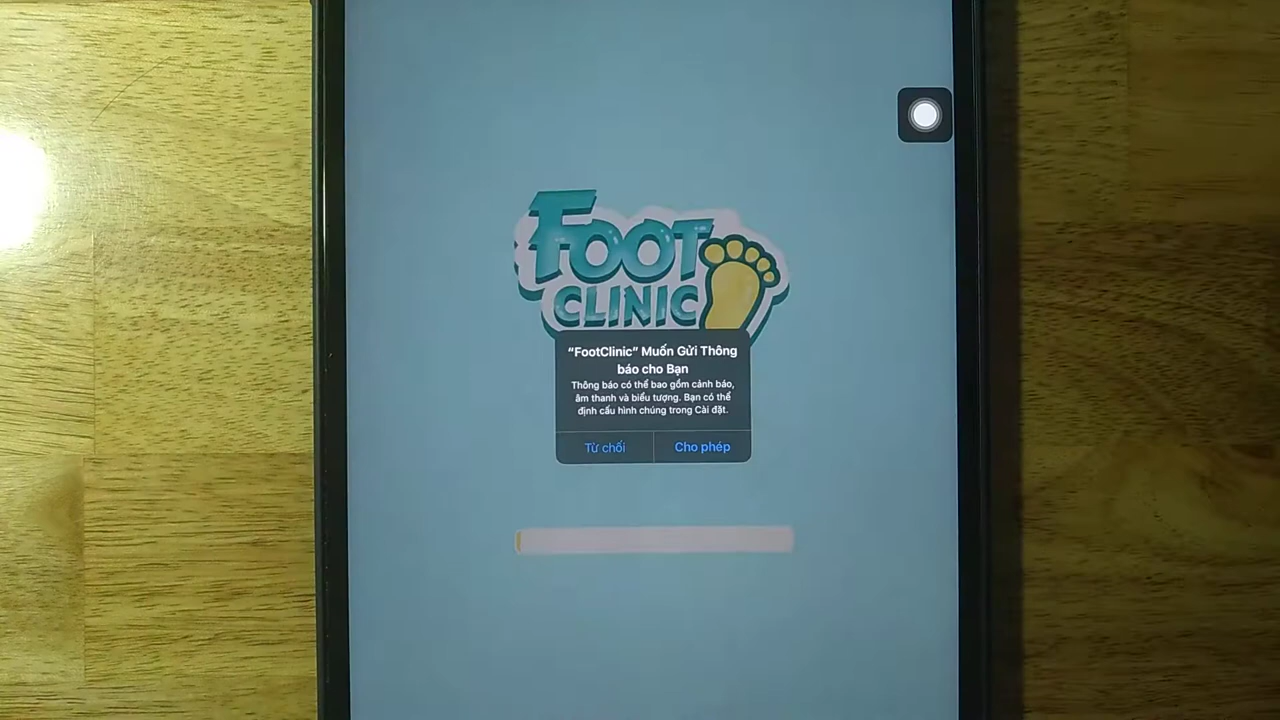 FOOT
CLINIC
“FootClinic” Muốn Gửi Thông
báo cho Bạn
Thông báo có thể bao gồm cảnh báo,
âm thanh và biểu tượng. Bạn có thể
định cấu hình chúng trong Cài đặt.
Từ chối
Cho phép